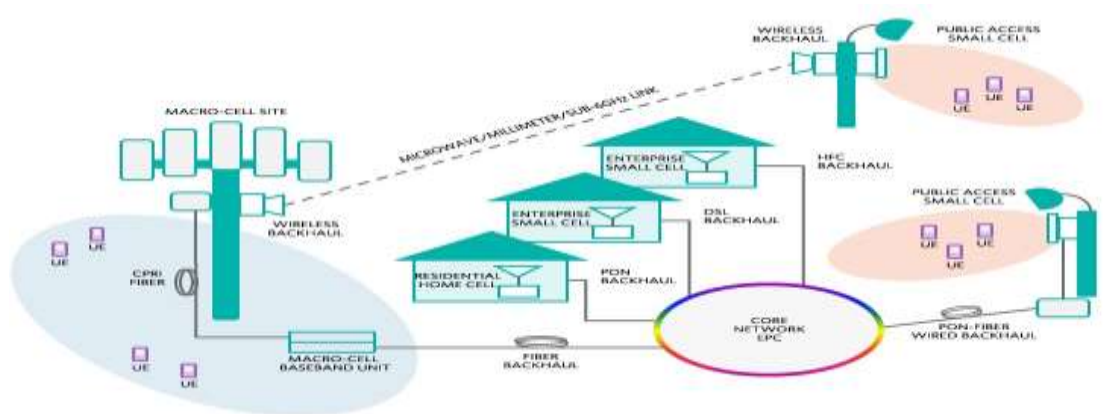 WIRELESS
BACKHAUL
PUBLIC ACCESS
SMALL CELL
UE
UE
UE
MICROWAVE/MILLIMETER/SUB-6GHz LINK
MACRO-CELL SITE
ENTERPRISE
SMALL CELL
HFC
BACKHAUL
WIRELESS
BACKHAUL
ENTERPRISE
SMALL CELL
DSL
BACKHAUL
PUBLIC ACCESS
SMALL CELL
UE
UE
UE
UE
UE
CPRI
FIBER
RESIDENTIAL
HOME CELL
PON
BACKHAUL
CORE
NETWORK
EPC
PON-FIBER
WIRED BACKHAUL
UE
UE
MACRO-CELL
BASEBAND UNIT
FIBER
BACKHAUL